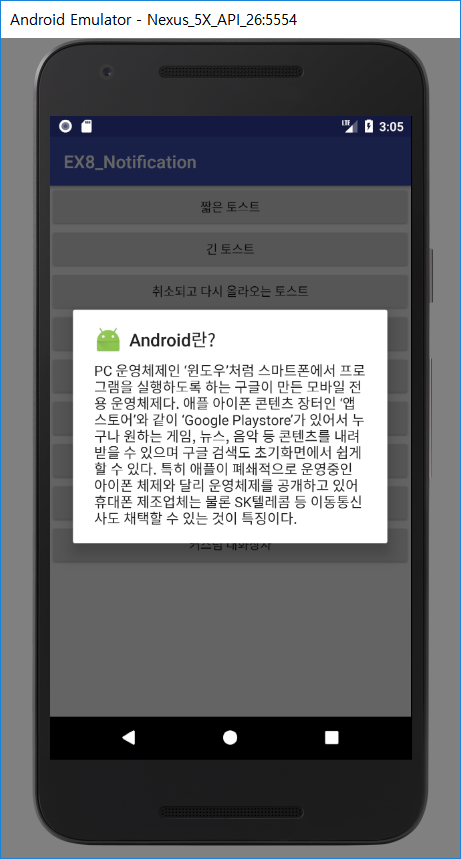 Android Emulator - Nexus_5X_API_26:5554
LTE 3:05
EX8_Notification
짧은 토스트
긴 토스트
취소되고 다시 올라오는 토스트
Android란?
PC 운영체제인 '윈도우'처럼 스마트폰에서 프로
그램을 실행하도록 하는 구글이 만든 모바일 전
용 운영체제다. 애플 아이폰 콘텐츠 장터인 '앱
스토어'와 같이 'Google Playstore'가 있어서 누
구나 원하는 게임, 뉴스, 음악 등 콘텐츠를 내려
받을 수 있으며 구글 검색도 초기화면에서 쉽게
할 수 있다. 특히 애플이 폐쇄적으로 운영중인
아이폰 체제와 달리 운영체제를 공개하고 있어
휴대폰 제조업체는 물론 SK텔레콤 등 이동통신
사도 채택할 수 있는 것이 특징이다.
커스텀 대화상자